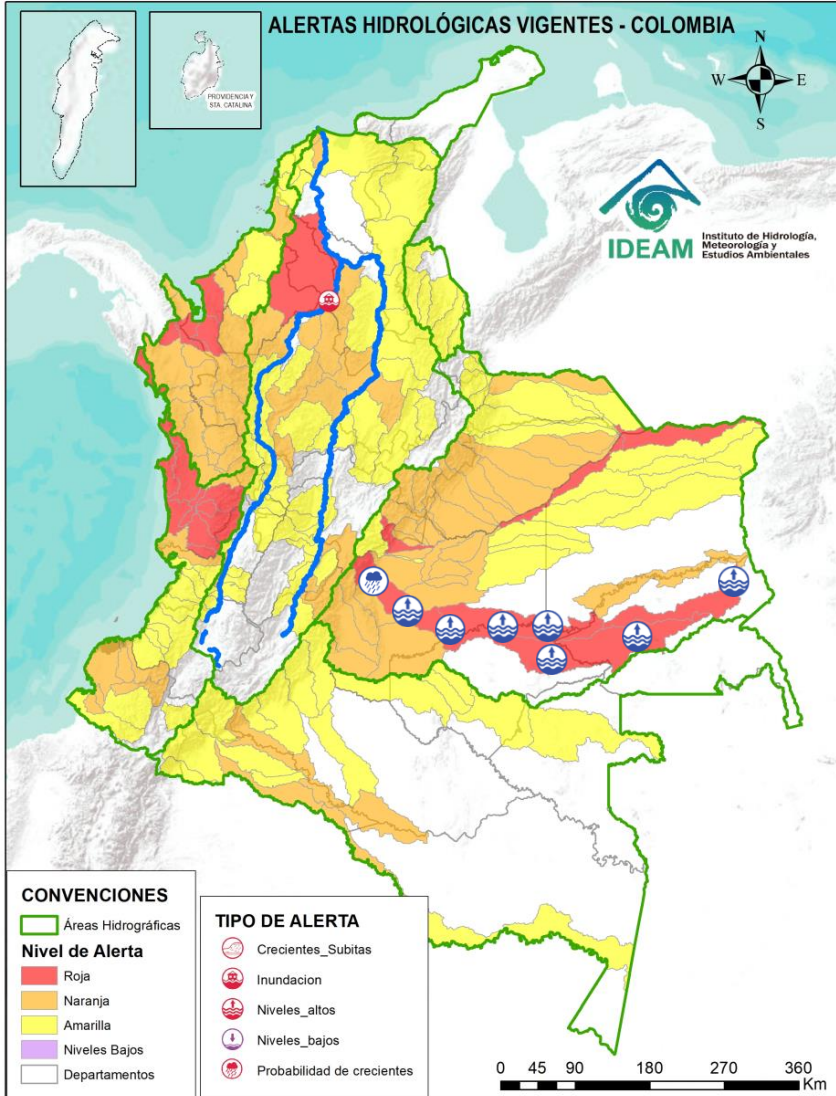 ALERTAS HIDROLÓGICAS VIGENTES - COLOMBIA
N
W
E
S
PROVIDENCIA Y
STA. CATALINA
IDEAM
Instituto de Hidrología,
Meteorología y
Estudios Ambientales
CONVENCIONES
Áreas Hidrográficas
Nivel de Alerta
Roja
Naranja
Amarilla
Niveles Bajos
Departamentos
TIPO DE ALERTA
Crecientes_Subitas
Inundacion
Niveles_altos
Niveles_bajos
Probabilidad de crecientes
0 45 90 180 270 360
Km